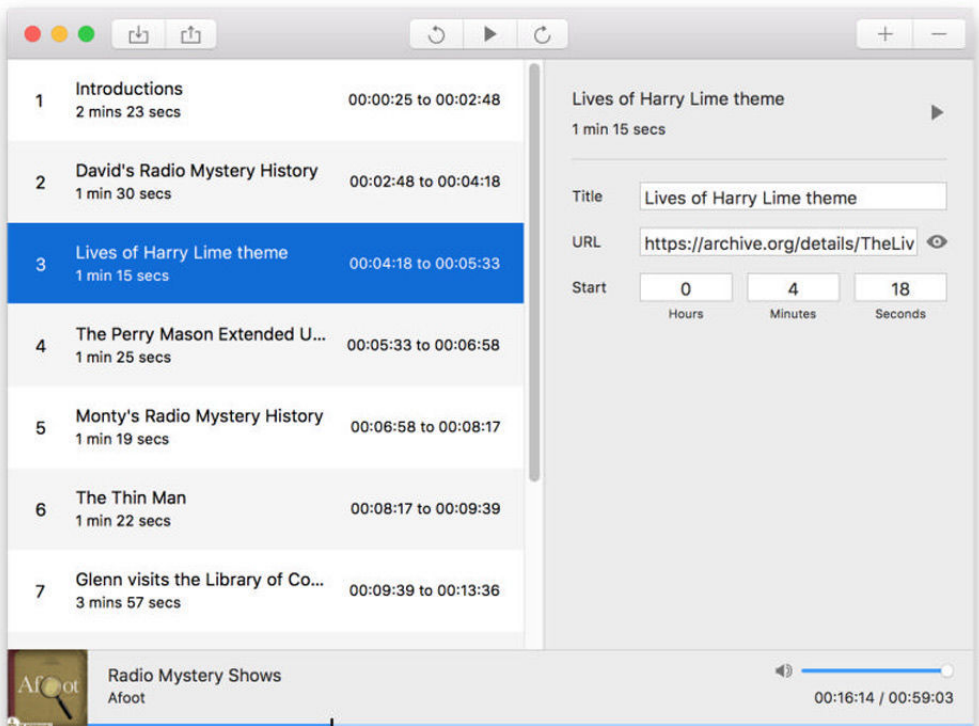 1
Introductions
2 mins 23 secs
00:00:25 to 00:02:48
2
David's Radio Mystery History
1 min 30 secs
00:02:48 to 00:04:18
3
Lives of Harry Lime theme
1 min 15 secs
00:04:18 to 00:05:33
4
The Perry Mason Extended U...
1 min 25 secs
00:05:33 to 00:06:58
5
Monty's Radio Mystery History
1 min 19 secs
00:06:58 to 00:08:17
6
The Thin Man
1 min 22 secs
00:08:17 to 00:09:39
7
Glenn visits the Library of Co...
3 mins 57 secs
00:09:39 to 00:13:36
Lives of Harry Lime theme
1 min 15 secs
Title Lives of Harry Lime theme
URL https://archive.org/details/TheLiv
Start 0 4 18
Hours Minutes Seconds
Afoot
Radio Mystery Shows
Afoot
00:16:14 / 00:59:03